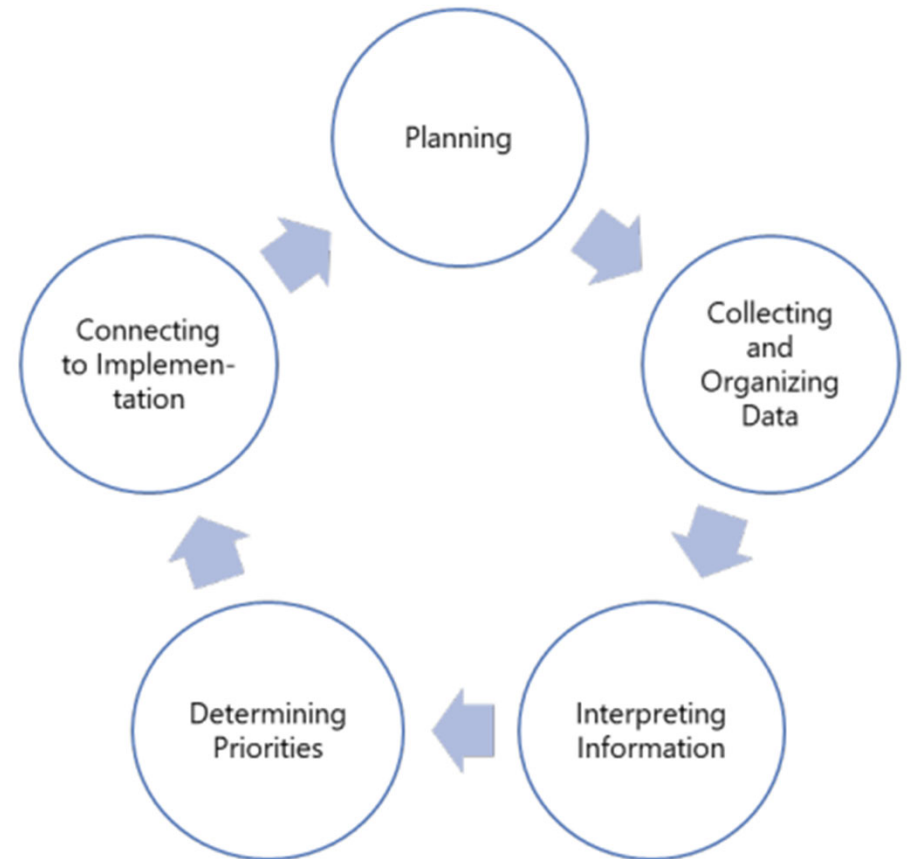 Planning
Collecting
and
Organizing
Data
Interpreting
Information
Determining
Priorities
Connecting
to Implemen-
tation